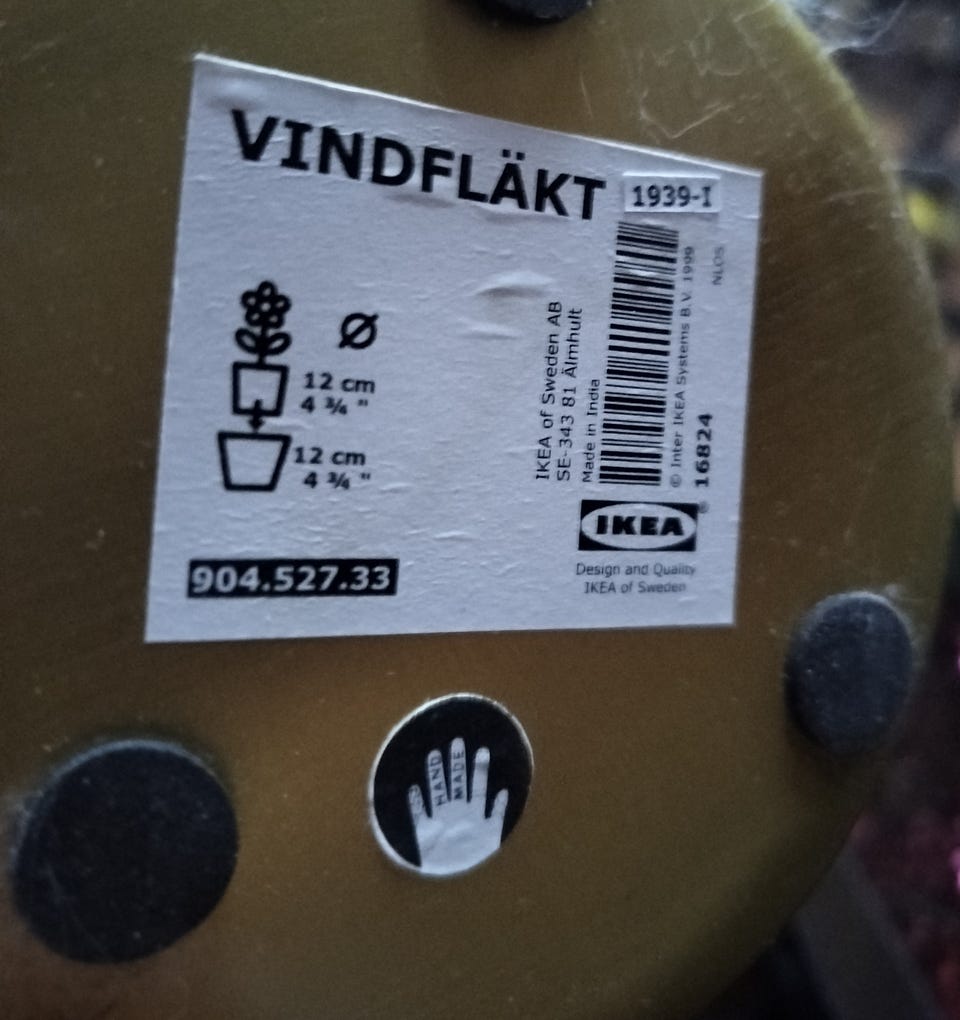 VINDFLÄKT
1939-I
Ø
12 cm
4 ¾ "
12 cm
4 ¾ "
904.527.33
IKEA of Sweden AB
SE-343 81 Älmhult
Made in India
© Inter IKEA Systems B.V. 1999
16824
NLOS
IKEA®
Design and Quality
IKEA of Sweden
HAND
MADE